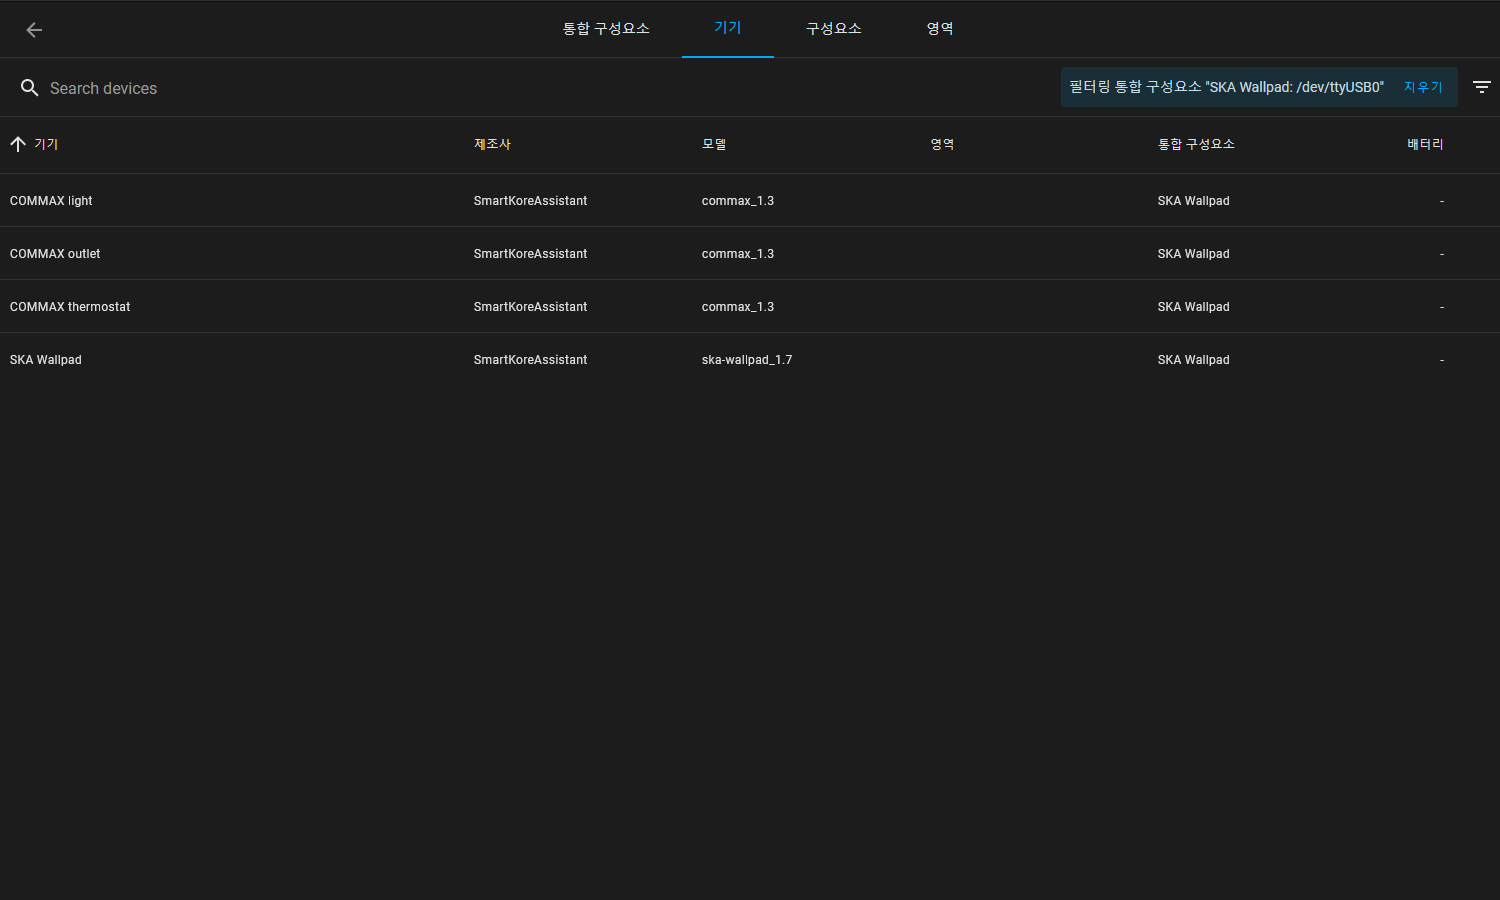 통합 구성요소 기기 구성요소 영역
Search devices 필터링 통합 구성요소 "SKA Wallpad: /dev/ttyUSB0" 지우기
기기 제조사 모델 영역 통합 구성요소 배터리
COMMAX light SmartKoreAssistant commax_1.3 SKA Wallpad -
COMMAX outlet SmartKoreAssistant commax_1.3 SKA Wallpad -
COMMAX thermostat SmartKoreAssistant commax_1.3 SKA Wallpad -
SKA Wallpad SmartKoreAssistant ska-wallpad_1.7 SKA Wallpad -